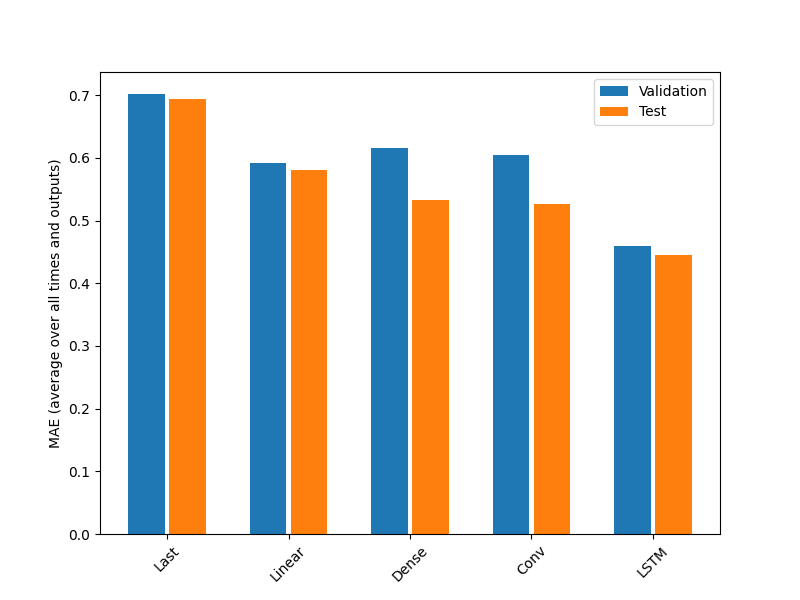 Validation
Test
MAE (average over all times and outputs)
0.7
0.6
0.5
0.4
0.3
0.2
0.1
0.0
Last
Linear
Dense
Conv
LSTM